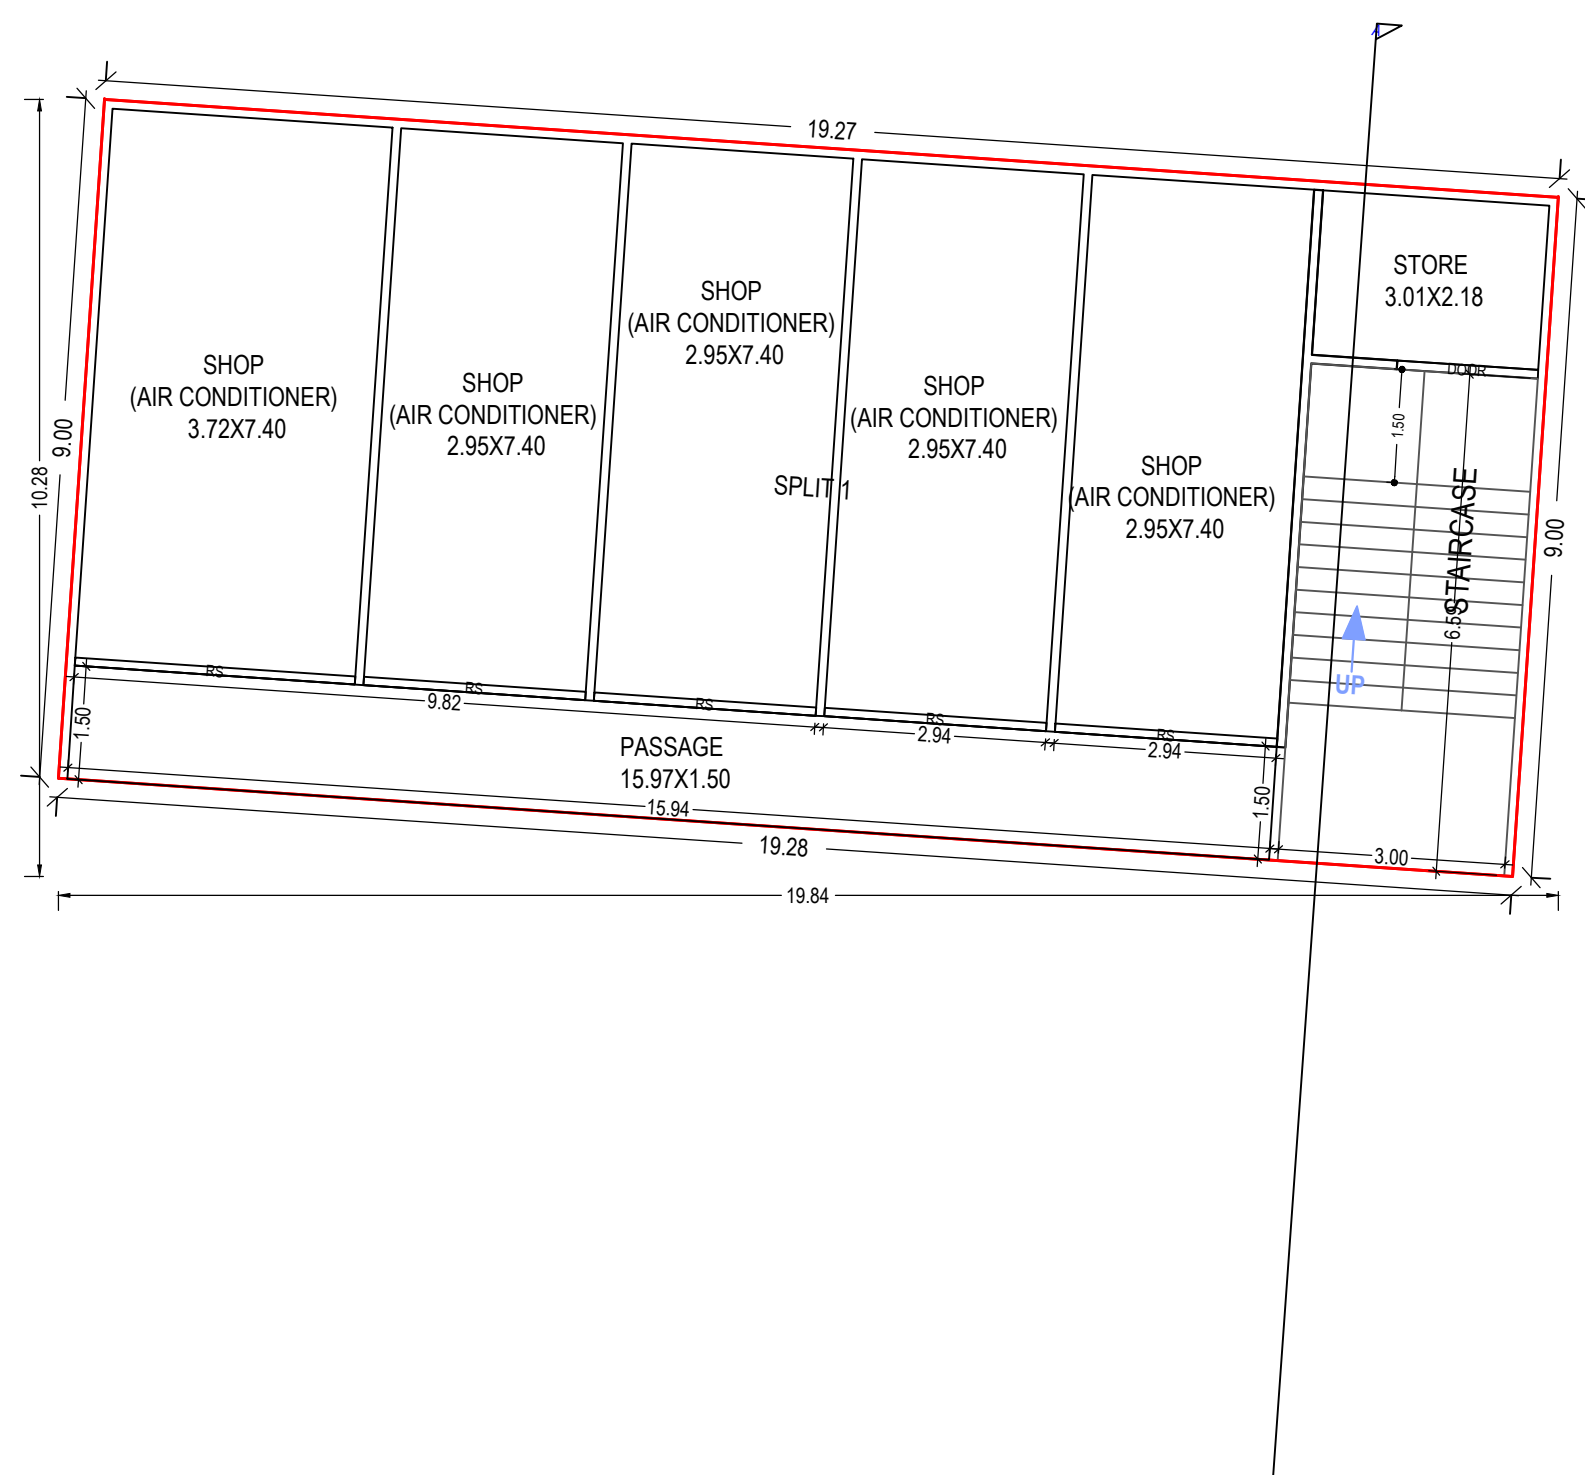 A
19.27
STORE
3.01X2.18
SHOP
(AIR CONDITIONER)
2.95X7.40
SHOP
(AIR CONDITIONER)
3.72X7.40
SHOP
(AIR CONDITIONER)
2.95X7.40
SHOP
(AIR CONDITIONER)
2.95X7.40
SHOP
(AIR CONDITIONER)
2.95X7.40
DOOR
1.50
9.00
10.28
SPLIT 1
STAIRCASE
9.00
6.59
UP
RS
RS
RS
RS
RS
9.82
2.94
2.94
1.50
PASSAGE
15.97X1.50
15.94
1.50
19.28
3.00
19.84